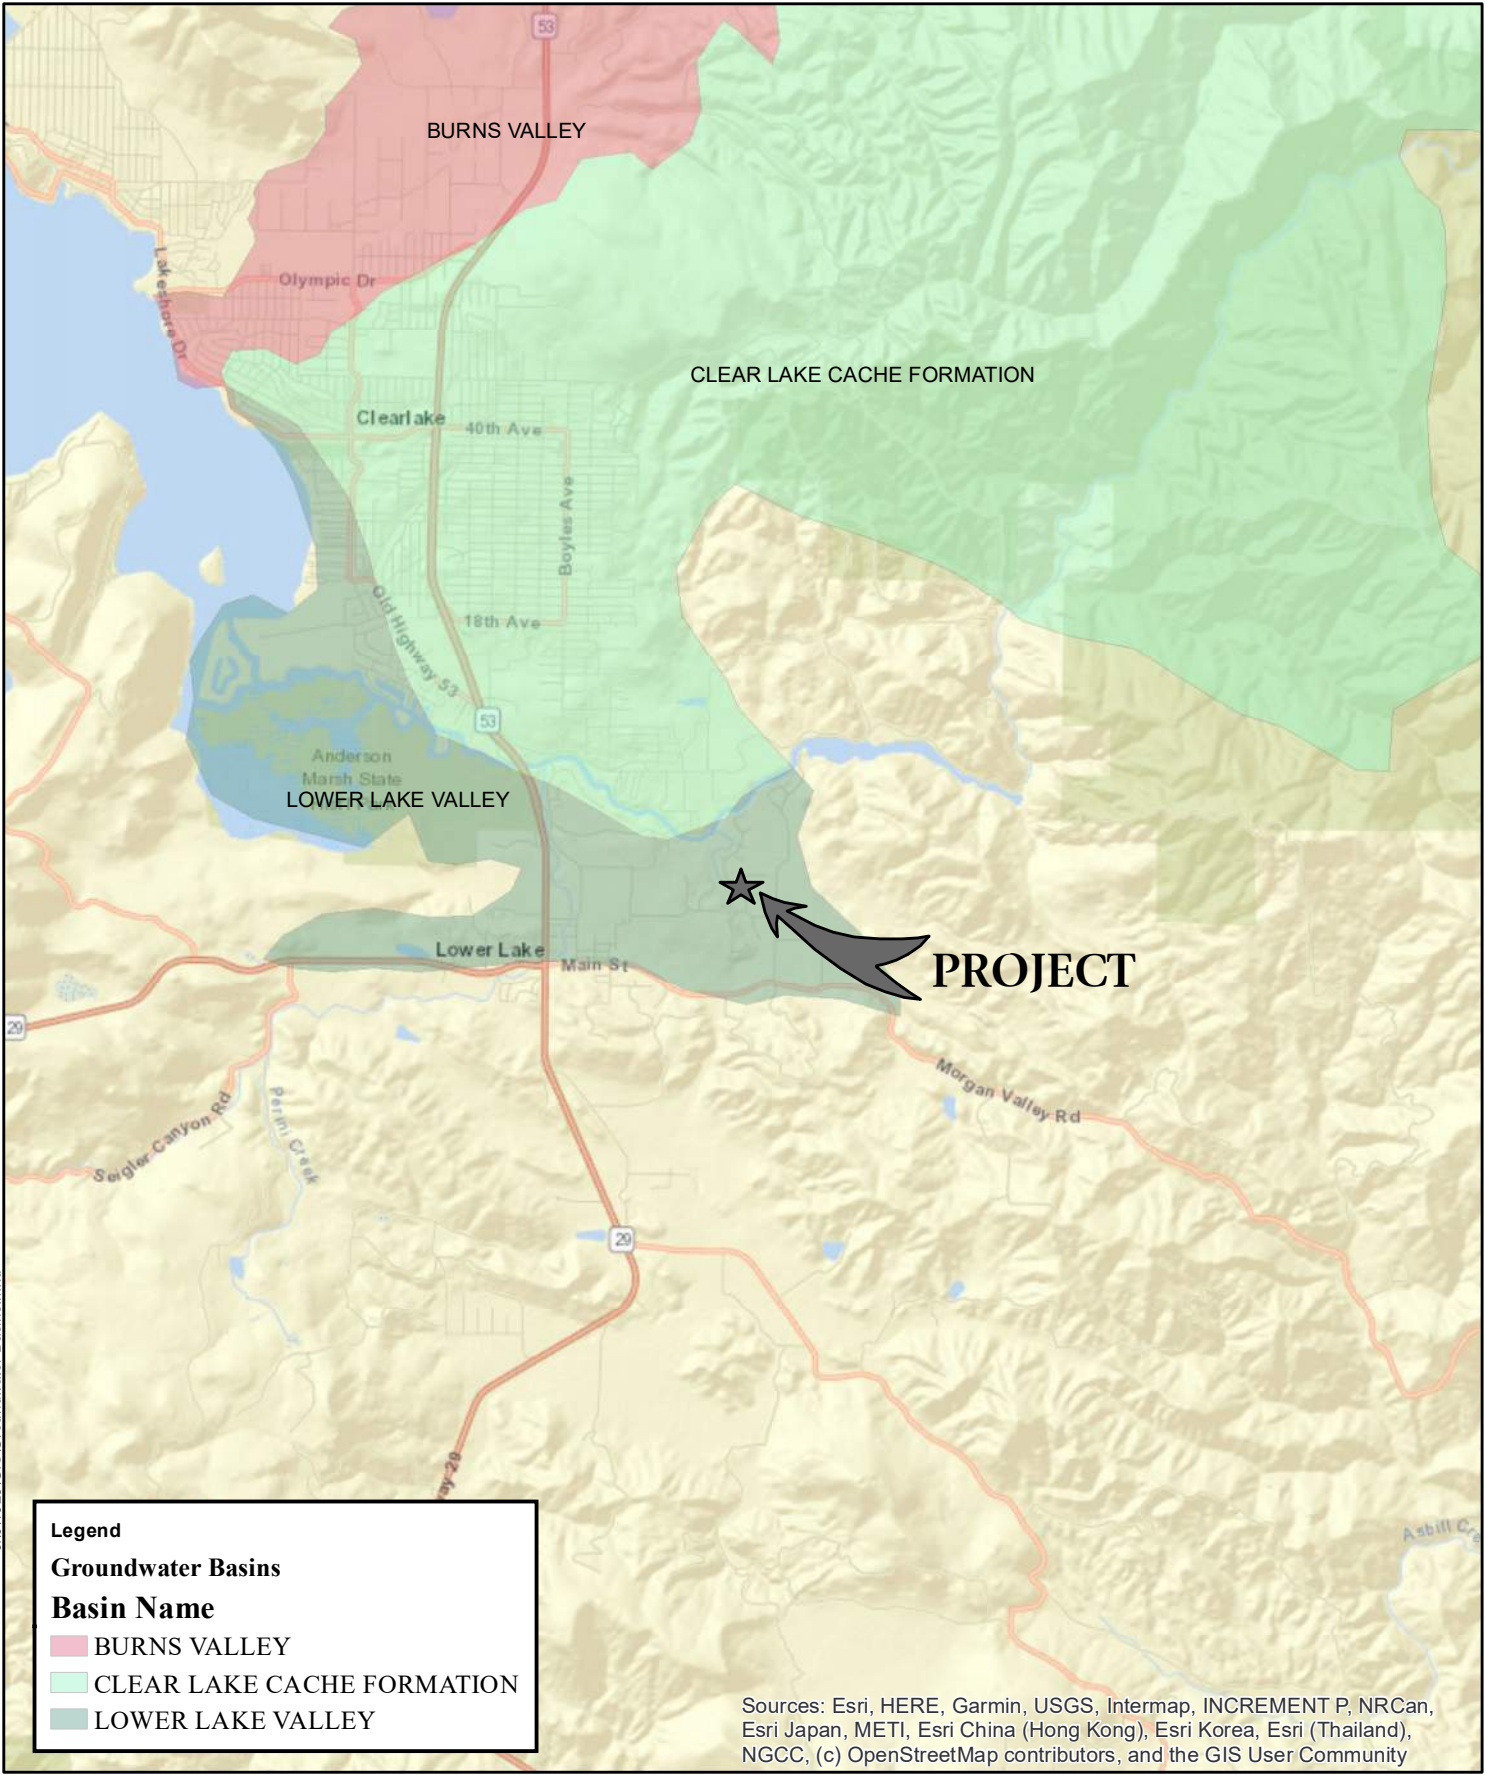 53
BURNS VALLEY
Olympic Dr
Lakeshore Dr
CLEAR LAKE CACHE FORMATION
Clearlake
40th Ave
Boyles Ave
Old Highway 53
18th Ave
53
Anderson
Marsh State
LOWER LAKE VALLEY
Lower Lake
Main St
PROJECT
29
Morgan Valley Rd
Seigler Canyon Rd
Perini Creek
29
way 29
Asbill Cre
Legend
Groundwater Basins
Basin Name
BURNS VALLEY
CLEAR LAKE CACHE FORMATION
LOWER LAKE VALLEY
Sources: Esri, HERE, Garmin, USGS, Intermap, INCREMENT P, NRCan,
Esri Japan, METI, Esri China (Hong Kong), Esri Korea, Esri (Thailand),
NGCC, (c) OpenStreetMap contributors, and the GIS User Community